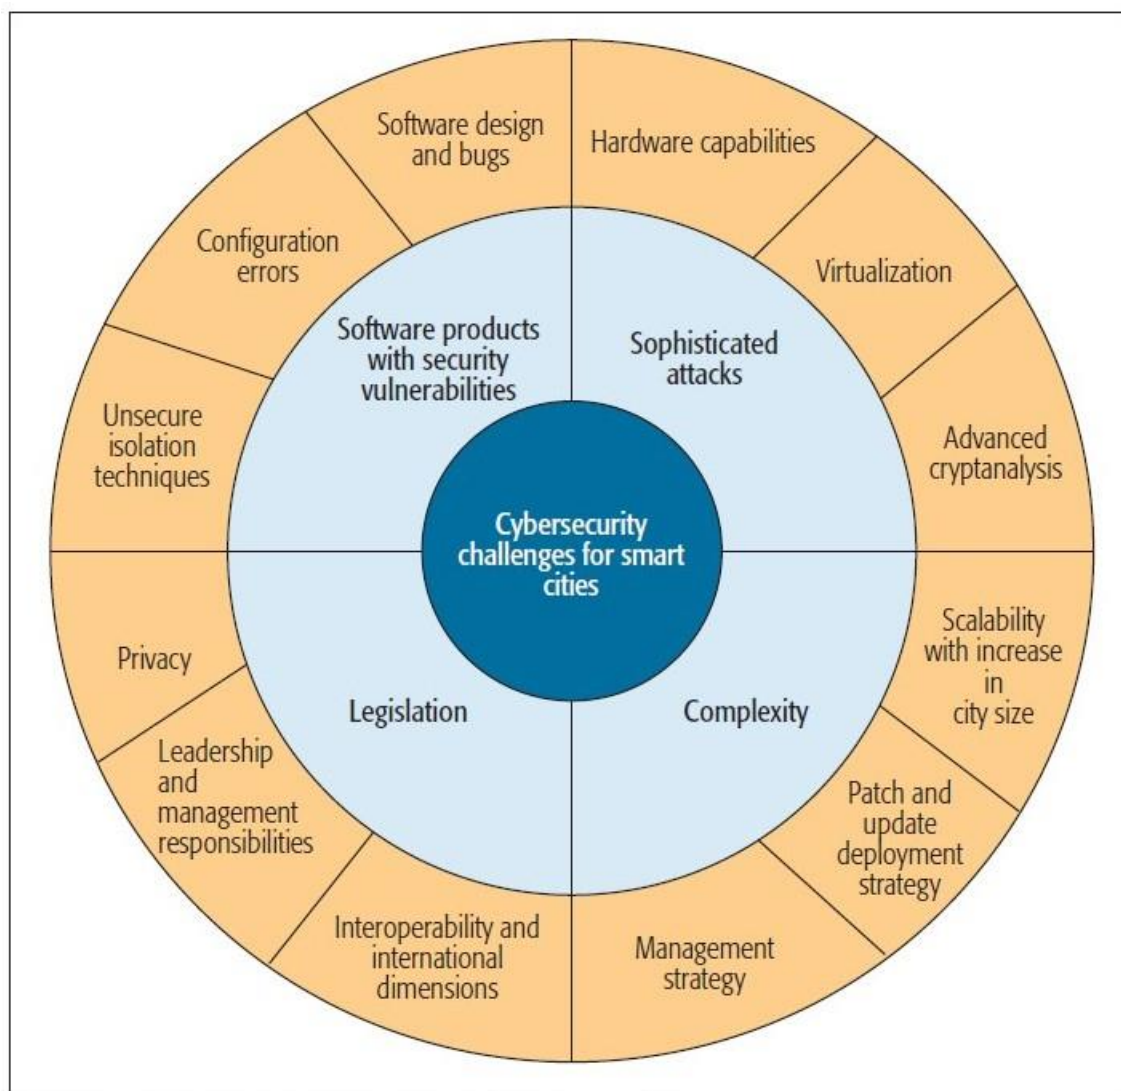 Software design
and bugs
Hardware capabilities
Configuration
errors
Virtualization
Software products
with security
vulnerabilities
Sophisticated
attacks
Unsecure
isolation
techniques
Advanced
cryptanalysis
Cybersecurity
challenges for smart
cities
Privacy
Legislation
Complexity
Scalability
with increase
in
city size
Leadership
and
management
responsibilities
Patch and
update
deployment
strategy
Interoperability and
international
dimensions
Management
strategy